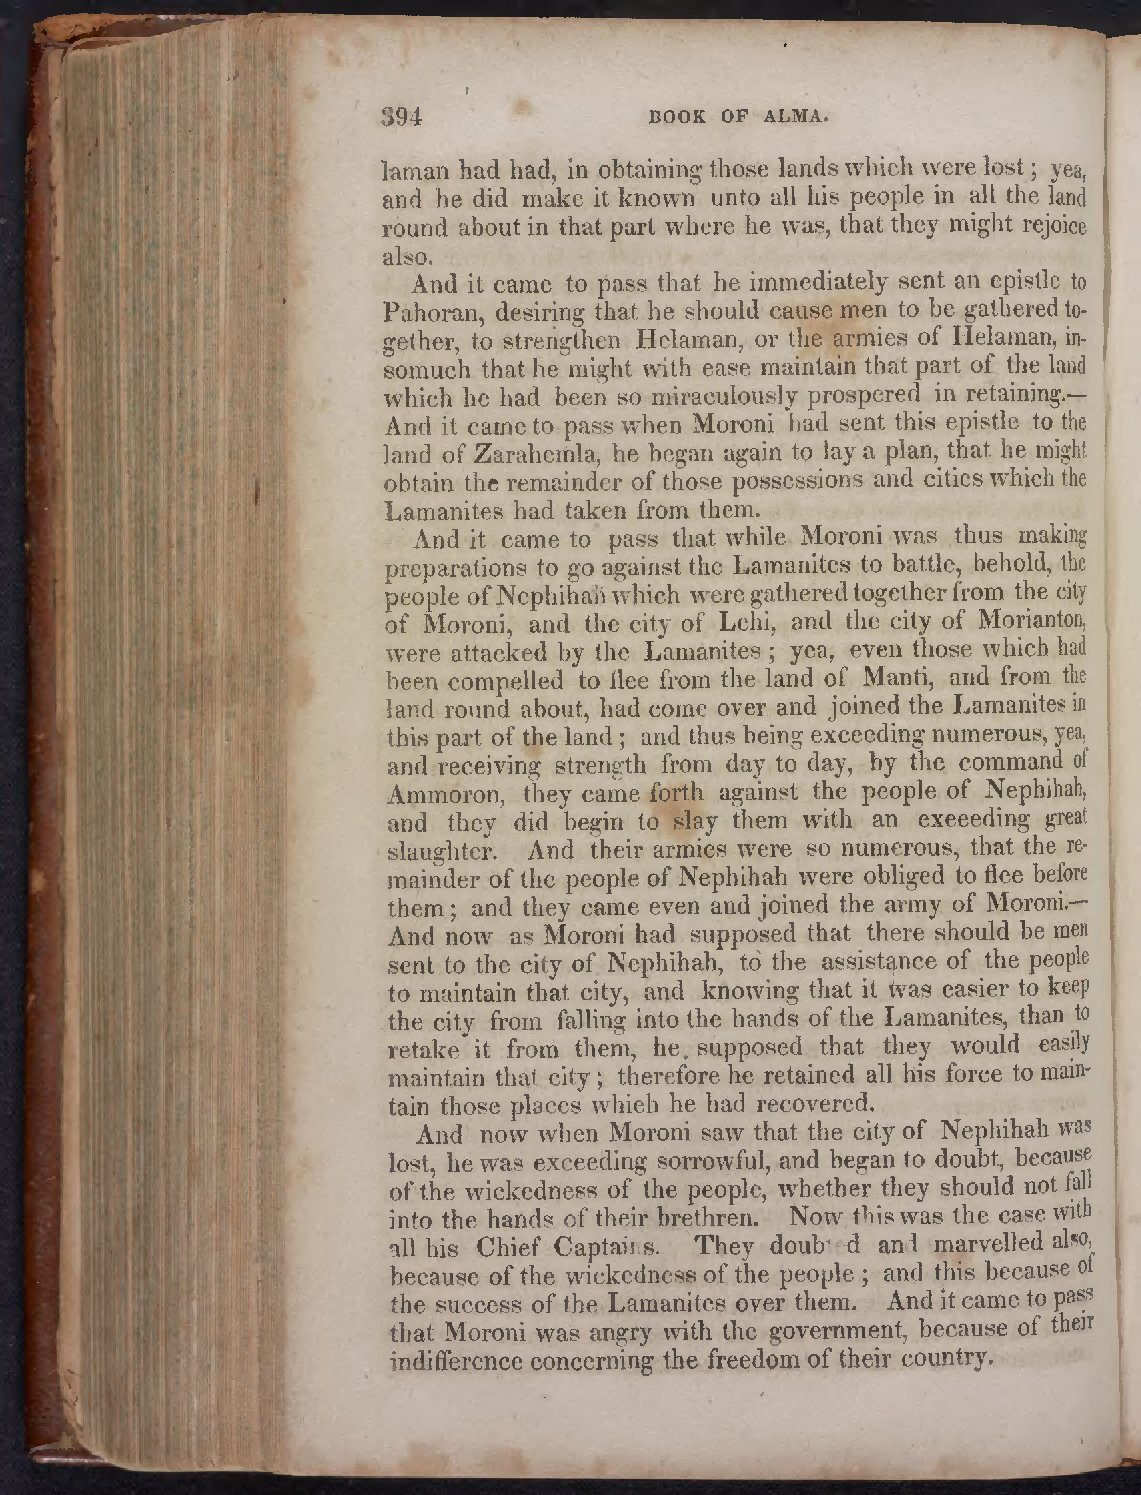 394 BOOK OF ALMA.
laman had had, in obtaining those lands which were lost; yea,
and he did make it known unto all his people in all the land
round about in that part where he was, that they might rejoice
also.
And it came to pass that he immediately sent an epistle to
Pahoran, desiring that he should cause men to be gathered to-
gether, to strengthen Helaman, or the armies of Helaman, in-
somuch that he might with ease maintain that part of the land
which he had been so miraculously prospered in retaining.—
And it came to pass when Moroni had sent this epistle to the
land of Zarahemla, he began again to lay a plan, that he might
obtain the remainder of those possessions and cities which the
Lamanites had taken from them.
And it came to pass that while Moroni was thus making
preparations to go against the Lamanites to battle, behold, the
people of Nephihah which were gathered together from the city
of Moroni, and the city of Lehi, and the city of Morianton,
were attacked by the Lamanites; yea, even those which had
been compelled to flee from the land of Manti, and from the
land round about, had come over and joined the Lamanites in
this part of the land; and thus being exceeding numerous, yea,
and receiving strength from day to day, by the command of
Ammoron, they came forth against the people of Nephihah,
and they did begin to slay them with an exeeeding great
slaughter. And their armies were so numerous, that the re-
mainder of the people of Nephihah were obliged to flee before
them; and they came even and joined the army of Moroni.—
And now as Moroni had supposed that there should be men
sent to the city of Nephihah, to the assistance of the people
to maintain that city, and knowing that it was easier to keep
the city from falling into the hands of the Lamanites, than to
retake it from them, he supposed that they would easily
maintain that city; therefore he retained all his force to main-
tain those places whieh he had recovered.
And now when Moroni saw that the city of Nephihah was
lost, he was exceeding sorrowful, and began to doubt, because
of the wickedness of the people, whether they should not fall
into the hands of their brethren. Now this was the case with
all his Chief Captains. They doubted and marvelled also,
because of the wickedness of the people; and this because of
the success of the Lamanites over them. And it came to pass
that Moroni was angry with the government, because of their
indifference concerning the freedom of their country.